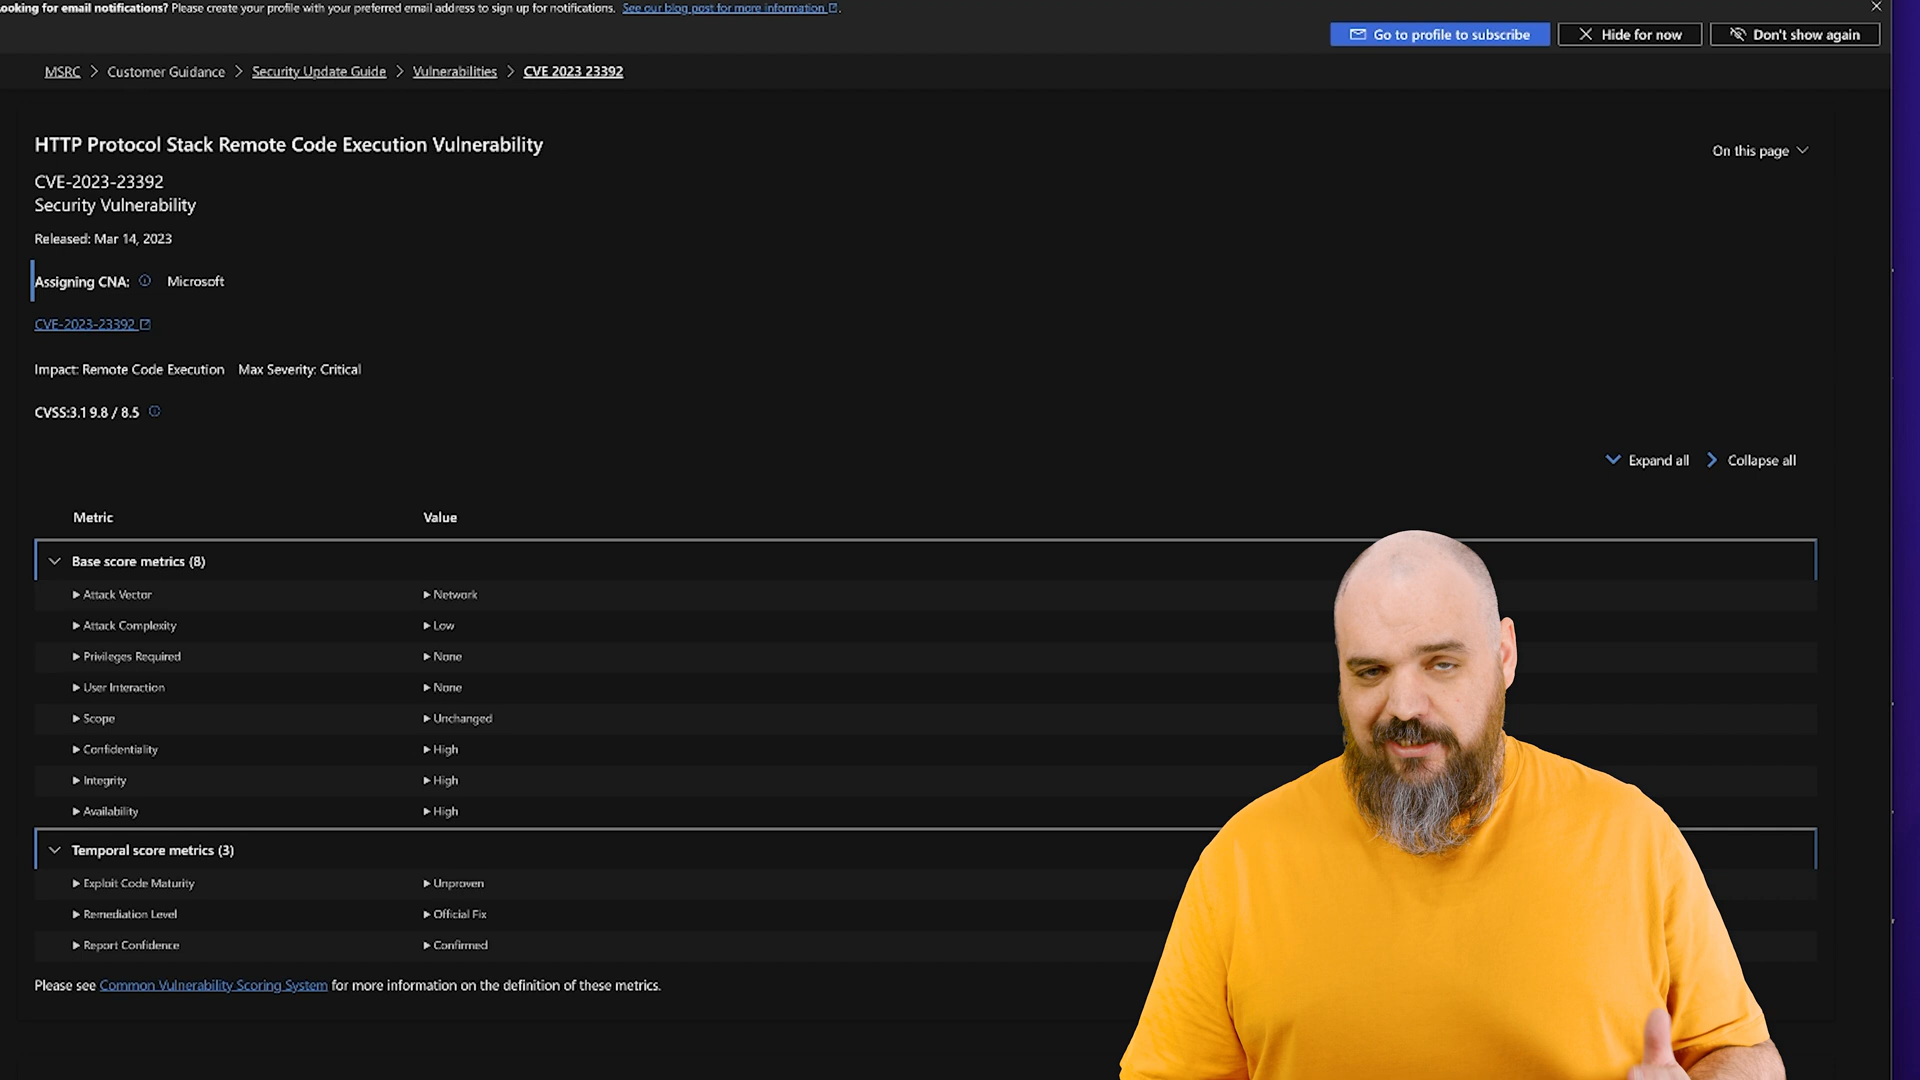 ooking for email notifications? Please create your profile with your preferred email address to sign up for notifications. See our blog post for more information.
Go to profile to subscribe
Hide for now
Don't show again
MSRC > Customer Guidance > Security Update Guide > Vulnerabilities > CVE 2023 23392
HTTP Protocol Stack Remote Code Execution Vulnerability
On this page
CVE-2023-23392
Security Vulnerability
Released: Mar 14, 2023
Assigning CNA: Microsoft
CVE-2023-23392
Impact: Remote Code Execution Max Severity: Critical
CVSS:3.1 9.8 / 8.5
Expand all
Collapse all
Metric Value
Base score metrics (8)
Attack Vector Network
Attack Complexity Low
Privileges Required None
User Interaction None
Scope Unchanged
Confidentiality High
Integrity High
Availability High
Temporal score metrics (3)
Exploit Code Maturity Unproven
Remediation Level Official Fix
Report Confidence Confirmed
Please see Common Vulnerability Scoring System for more information on the definition of these metrics.